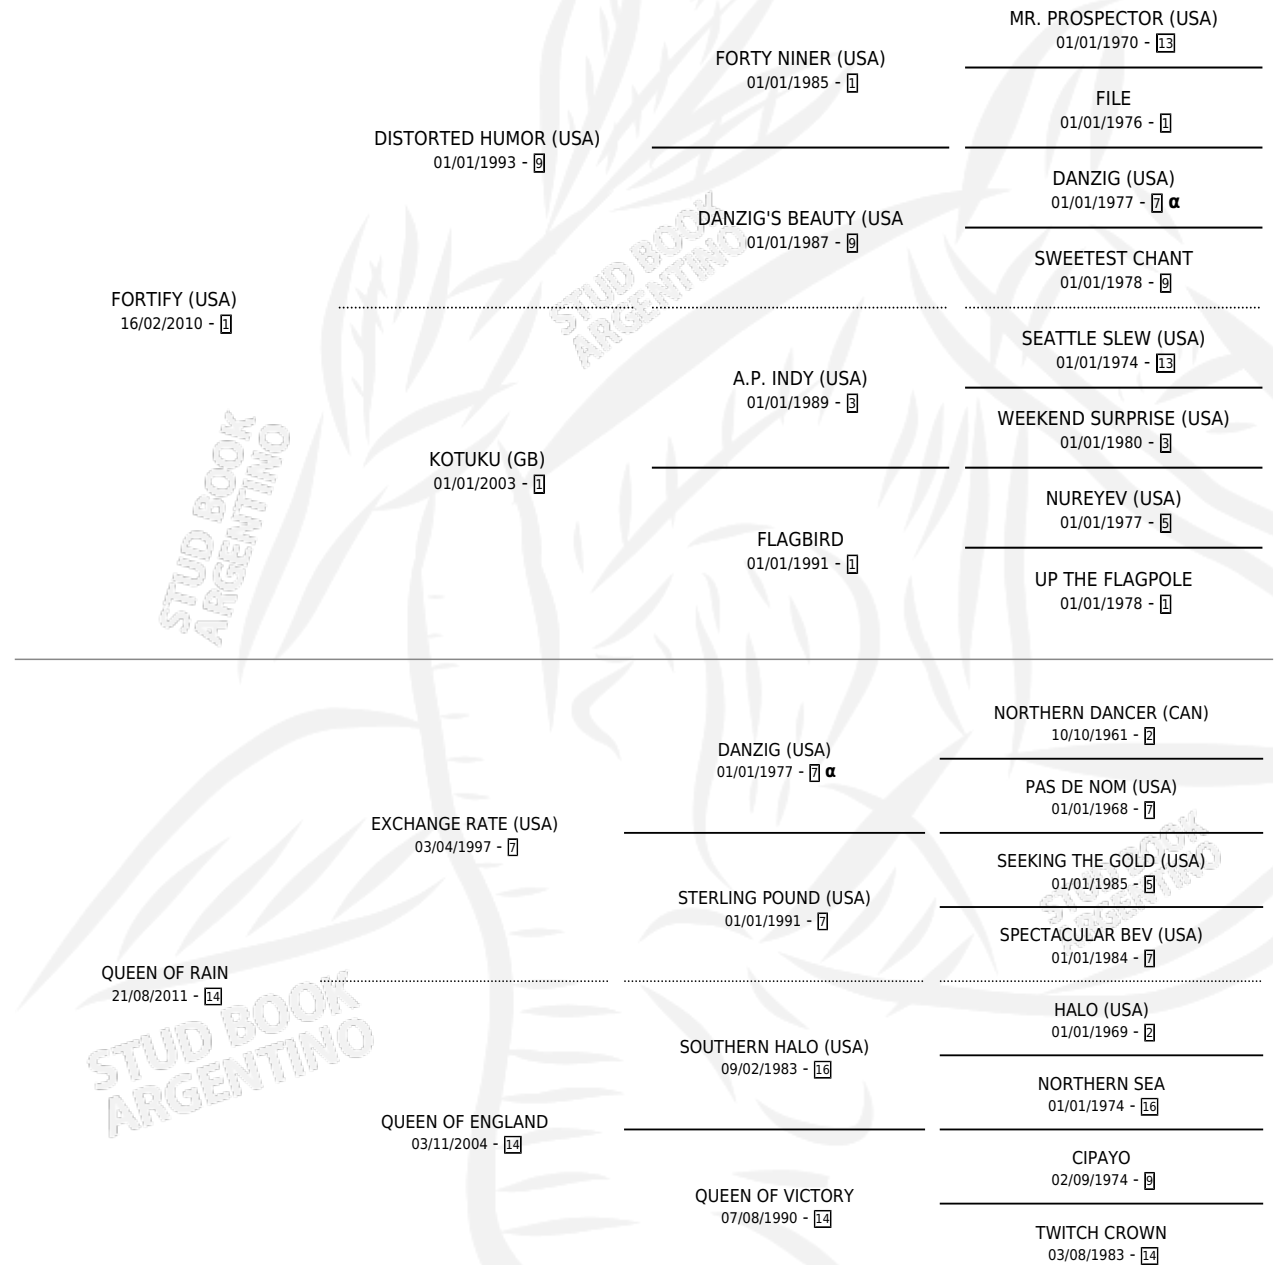 MR. PROSPECTOR (USA)
01/01/1970 - 13
FORTY NINER (USA)
01/01/1985 - 1
FILE
01/01/1976 - 1
DISTORTED HUMOR (USA)
01/01/1993 - 9
DANZIG (USA)
01/01/1977 - 7 α
DANZIG'S BEAUTY (USA
01/01/1987 - 9
SWEETEST CHANT
01/01/1978 - 9
FORTIFY (USA)
16/02/2010 - 1
SEATTLE SLEW (USA)
01/01/1974 - 13
A.P. INDY (USA)
01/01/1989 - 3
WEEKEND SURPRISE (USA)
01/01/1980 - 3
KOTUKU (GB)
01/01/2003 - 1
NUREYEV (USA)
01/01/1977 - 5
FLAGBIRD
01/01/1991 - 1
UP THE FLAGPOLE
01/01/1978 - 1
NORTHERN DANCER (CAN)
10/10/1961 - 2
DANZIG (USA)
01/01/1977 - 7 α
PAS DE NOM (USA)
01/01/1968 - 7
EXCHANGE RATE (USA)
03/04/1997 - 7
SEEKING THE GOLD (USA)
01/01/1985 - 5
STERLING POUND (USA)
01/01/1991 - 7
SPECTACULAR BEV (USA)
01/01/1984 - 7
QUEEN OF RAIN
21/08/2011 - 14
HALO (USA)
01/01/1969 - 2
SOUTHERN HALO (USA)
09/02/1983 - 16
NORTHERN SEA
01/01/1974 - 16
QUEEN OF ENGLAND
03/11/2004 - 14
CIPAYO
02/09/1974 - 9
QUEEN OF VICTORY
07/08/1990 - 14
TWITCH CROWN
03/08/1983 - 14
STUD BOOK
ARGENTINO
STUD BOOK
ARGENTINO
STUD BOOK
ARGENTINO
STUD BOOK
ARGENTINO